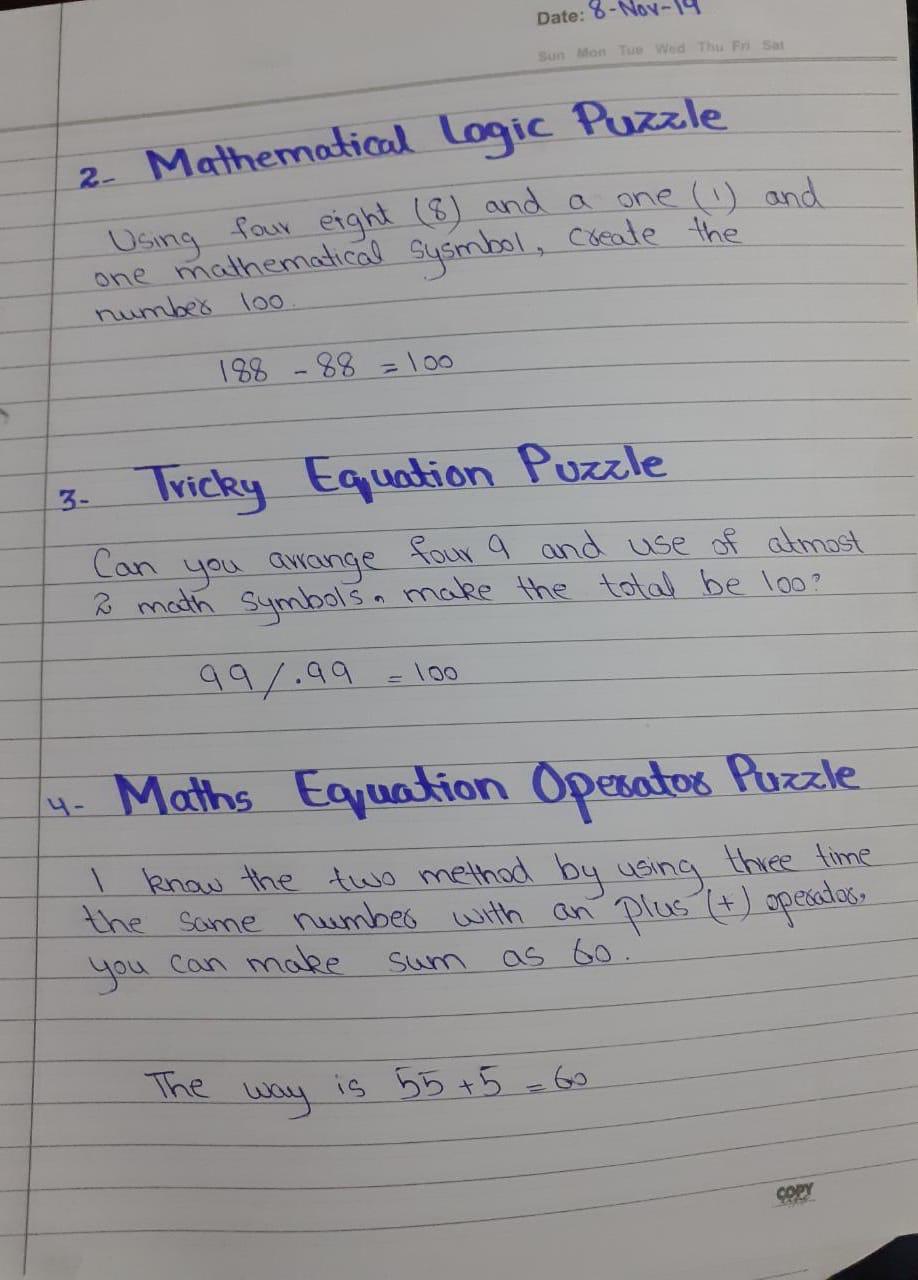 Date: 8-Nov-19
Sun Mon Tue Wed Thu Fri Sat
2- Mathematical Logic Puzzle
Using four eight (8) and a one (1) and
one mathematical sysmbol, create the
number 100.
188 - 88 = 100
3- Tricky Equation Puzzle
Can you arrange four 9 and use of atmost
2 math symbols, make the total be 100?
99/.99 = 100
4- Maths Equation Operator Puzzle
I know the two method by using three time
the same number with an plus (+) operator,
you can make sum as 60.
The way is 55+5 = 60
COPY